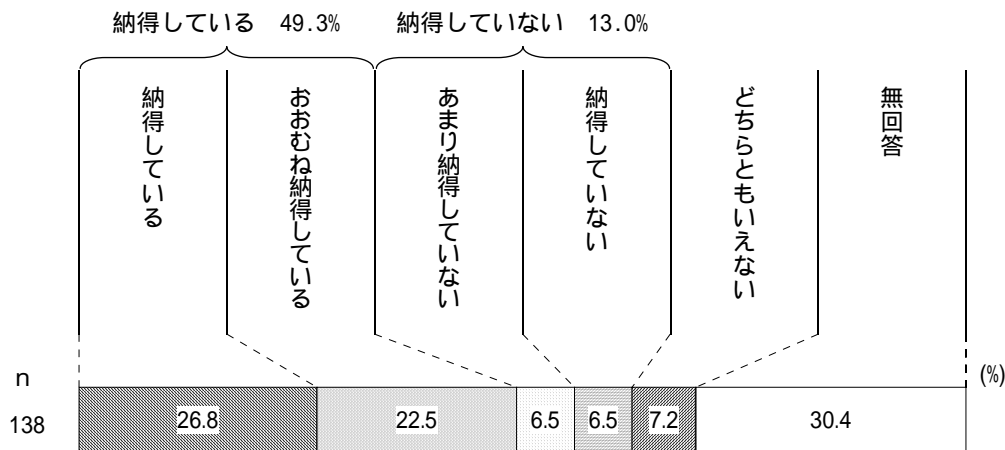 納得している 49.3% 納得していない 13.0%
納得している
おおむね納得している
あまり納得していない
納得していない
どちらともいえない
無回答
n
(%)
138
26.8 22.5 6.5 6.5 7.2 30.4